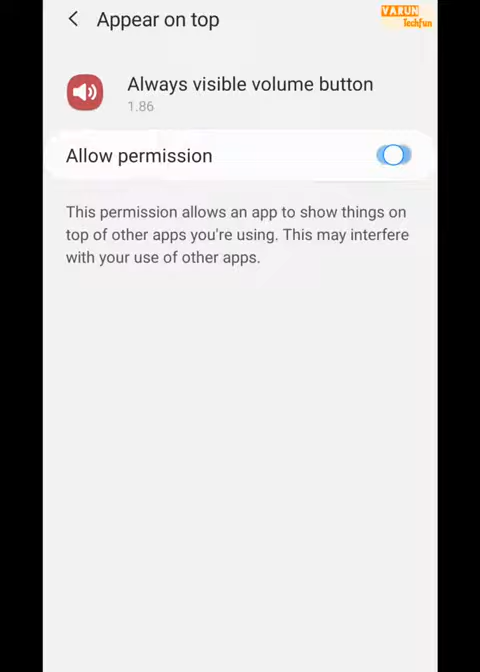 Appear on top
VARUN
Techfun
Always visible volume button
1.86
Allow permission
This permission allows an app to show things on
top of other apps you're using. This may interfere
with your use of other apps.